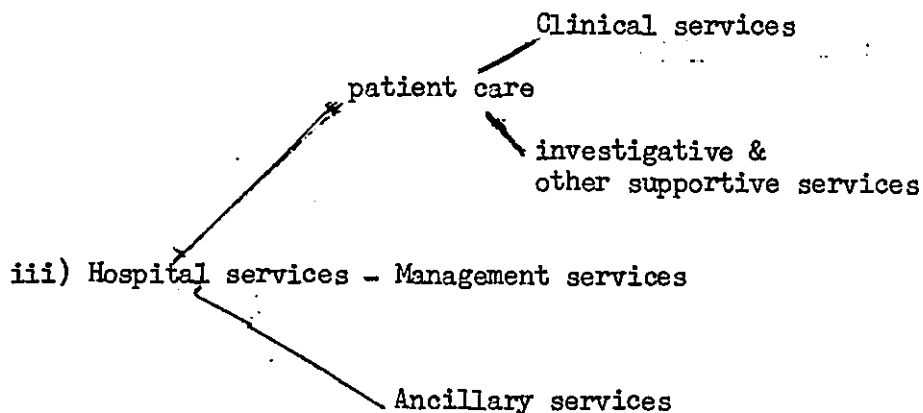 Clinical services
patient care
investigative &
other supportive services
iii) Hospital services - Management services
Ancillary services